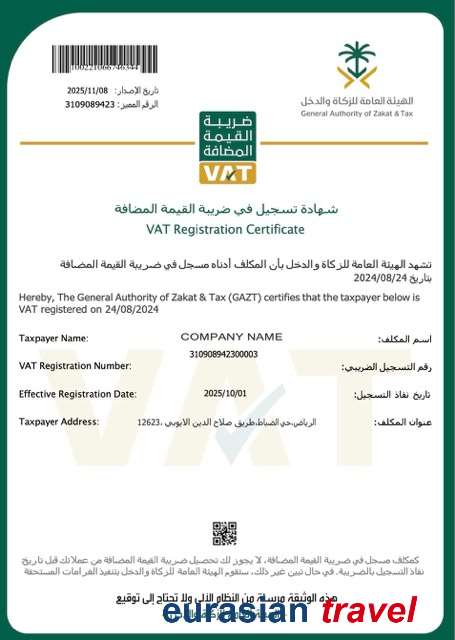 100221066746344
تاريخ الإصدار: 2025/11/08
الرقم المميز: 3109089423
الهيئة العامة للزكاة والدخل
General Authority of Zakat & Tax
ضريبة
القيمة
المضافة
VAT
شهادة تسجيل في ضريبة القيمة المضافة
VAT Registration Certificate
تشهد الهيئة العامة للزكاة والدخل بأن المكلف أدناه مسجل في ضريبة القيمة المضافة
بتاريخ 2024/08/24
Hereby, The General Authority of Zakat & Tax (GAZT) certifies that the taxpayer below is
VAT registered on 24/08/2024
Taxpayer Name: COMPANY NAME اسم المكلف:
VAT Registration Number: 310908942300003 رقم التسجيل الضريبي:
Effective Registration Date: 2025/10/01 تاريخ نفاذ التسجيل:
Taxpayer Address: الرياض،حي الضباط،طريق صلاح الدين الايوبي ،12623 عنوان المكلف:
VAT
كمكلف مسجل في ضريبة القيمة المضافة، لا يجوز لك تحصيل ضريبة القيمة المضافة من عملائك قبل تاريخ
نفاذ التسجيل بالضريبة. في حال تبين غير ذلك، ستقوم الهيئة العامة للزكاة والدخل بتنفيذ الغرامات المستحقة
هذه الوثيقة مرسلة من النظام الآلي ولا تحتاج إلى توقيع
eurasian travel